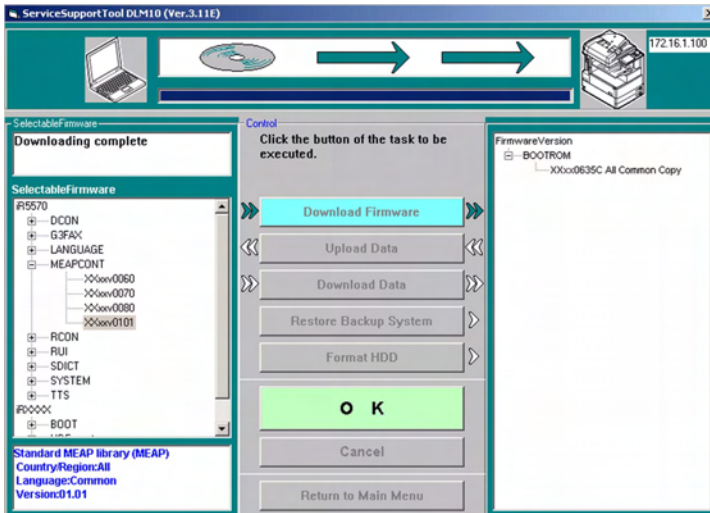 ServiceSupportTool DLM10 (Ver.3.11E)
172.16.1.100
SelectableFirmware
Downloading complete
SelectableFirmware
iR5570
DCON
G3FAX
LANGUAGE
MEAPCONT
XXxxv0060
XXxxv0070
XXxxv0080
XXxxv0101
RCON
RUI
SDICT
SYSTEM
TTS
iRXXXX
BOOT
Standard MEAP library (MEAP)
Country/Region:All
Language:Common
Version:01.01
Control
Click the button of the task to be
executed.
Download Firmware
Upload Data
Download Data
Restore Backup System
Format HDD
O K
Cancel
Return to Main Menu
FirmwareVersion
BOOTROM
XXxx0635C All Common Copy